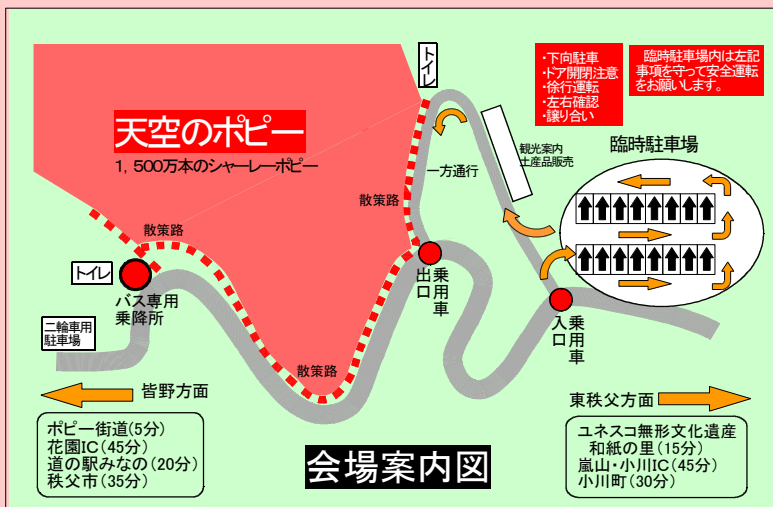 トイレ
・下向駐車
・ドア開閉注意
・徐行運転
・左右確認
・譲り合い
臨時駐車場内は左記
事項を守って安全運転
をお願いします。
天空のポピー
1,500万本のシャーレーポピー
観光案内
土産品販売
臨時駐車場
一方通行
散策路
散策路
トイレ
バス専用
乗降所
乗用車
出口
乗用車
入口
二輪車用
駐車場
散策路
皆野方面
東秩父方面
ポピー街道(5分)
花園IC(45分)
道の駅みなの(20分)
秩父市(35分)
会場案内図
ユネスコ無形文化遺産
和紙の里(15分)
嵐山・小川IC(45分)
小川町(30分)